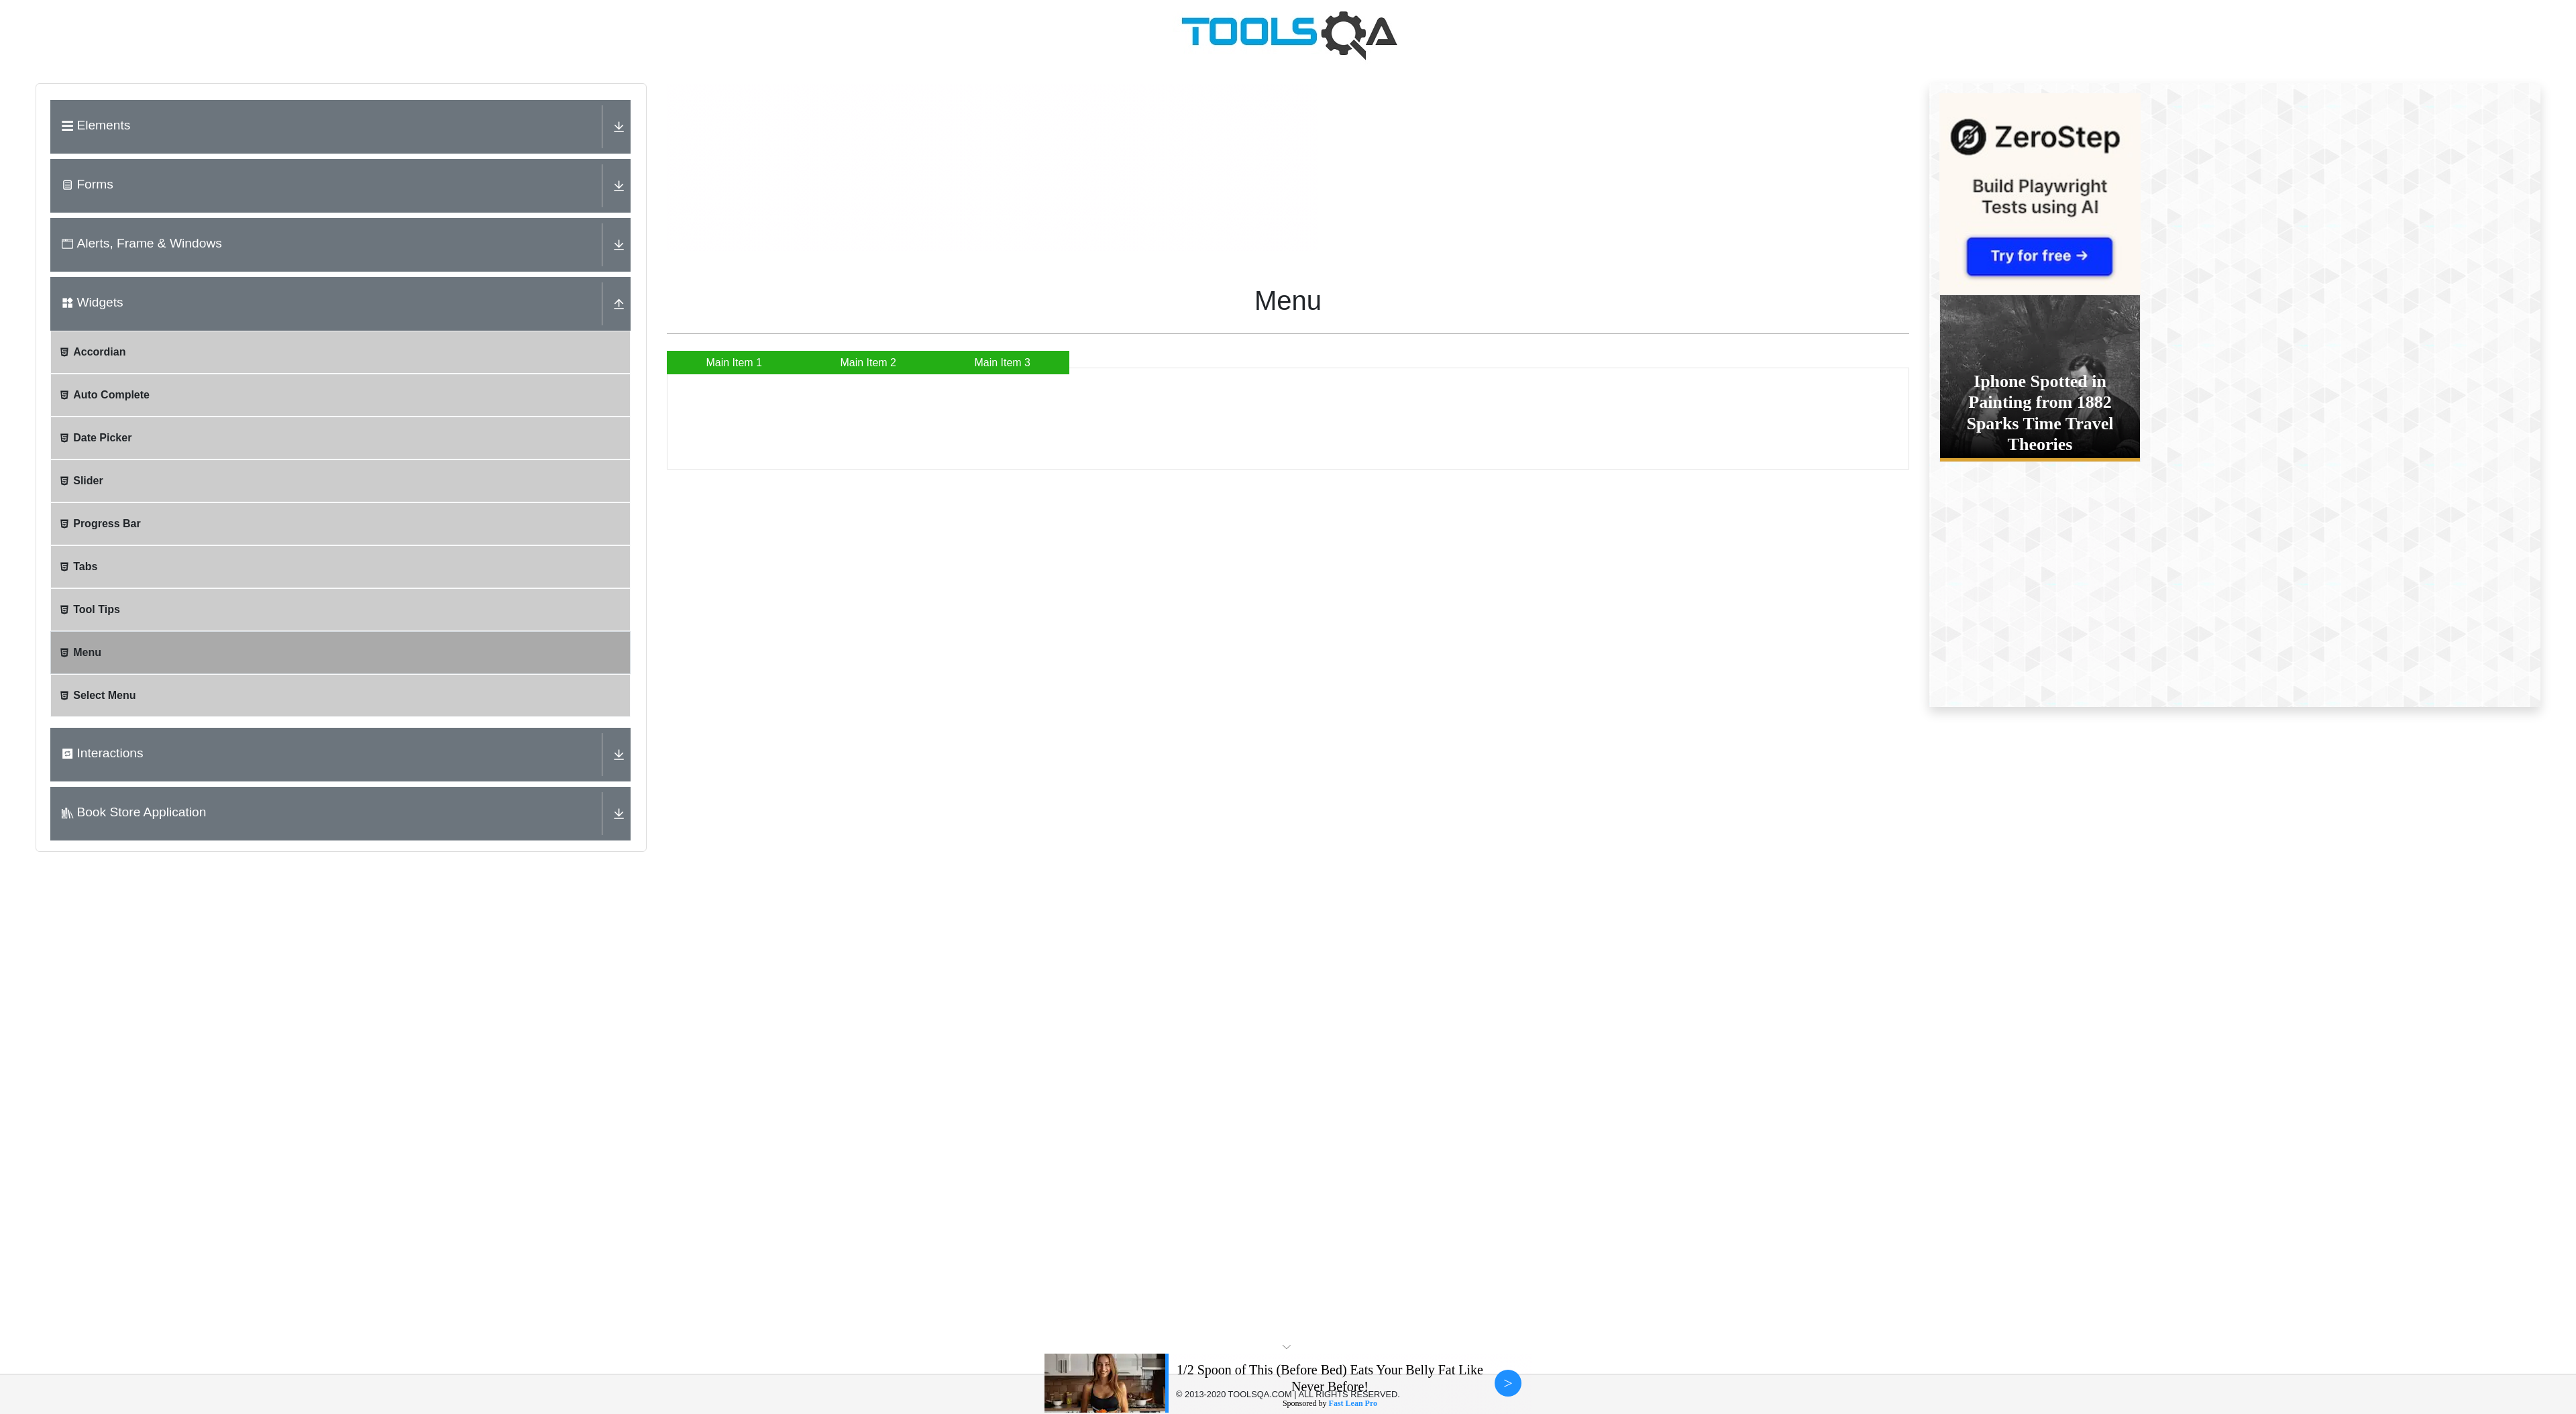 TOOLSQA
Elements
Forms
Alerts, Frame & Windows
Widgets
Accordian
Auto Complete
Date Picker
Slider
Progress Bar
Tabs
Tool Tips
Menu
Select Menu
Interactions
Book Store Application
Menu
Main Item 1 Main Item 2 Main Item 3
ZeroStep
Build Playwright
Tests using AI
Try for free →
Iphone Spotted in
Painting from 1882
Sparks Time Travel
Theories
1/2 Spoon of This (Before Bed) Eats Your Belly Fat Like
Never Before!
© 2013-2020 TOOLSQA.COM | ALL RIGHTS RESERVED.
Sponsored by Fast Lean Pro
>